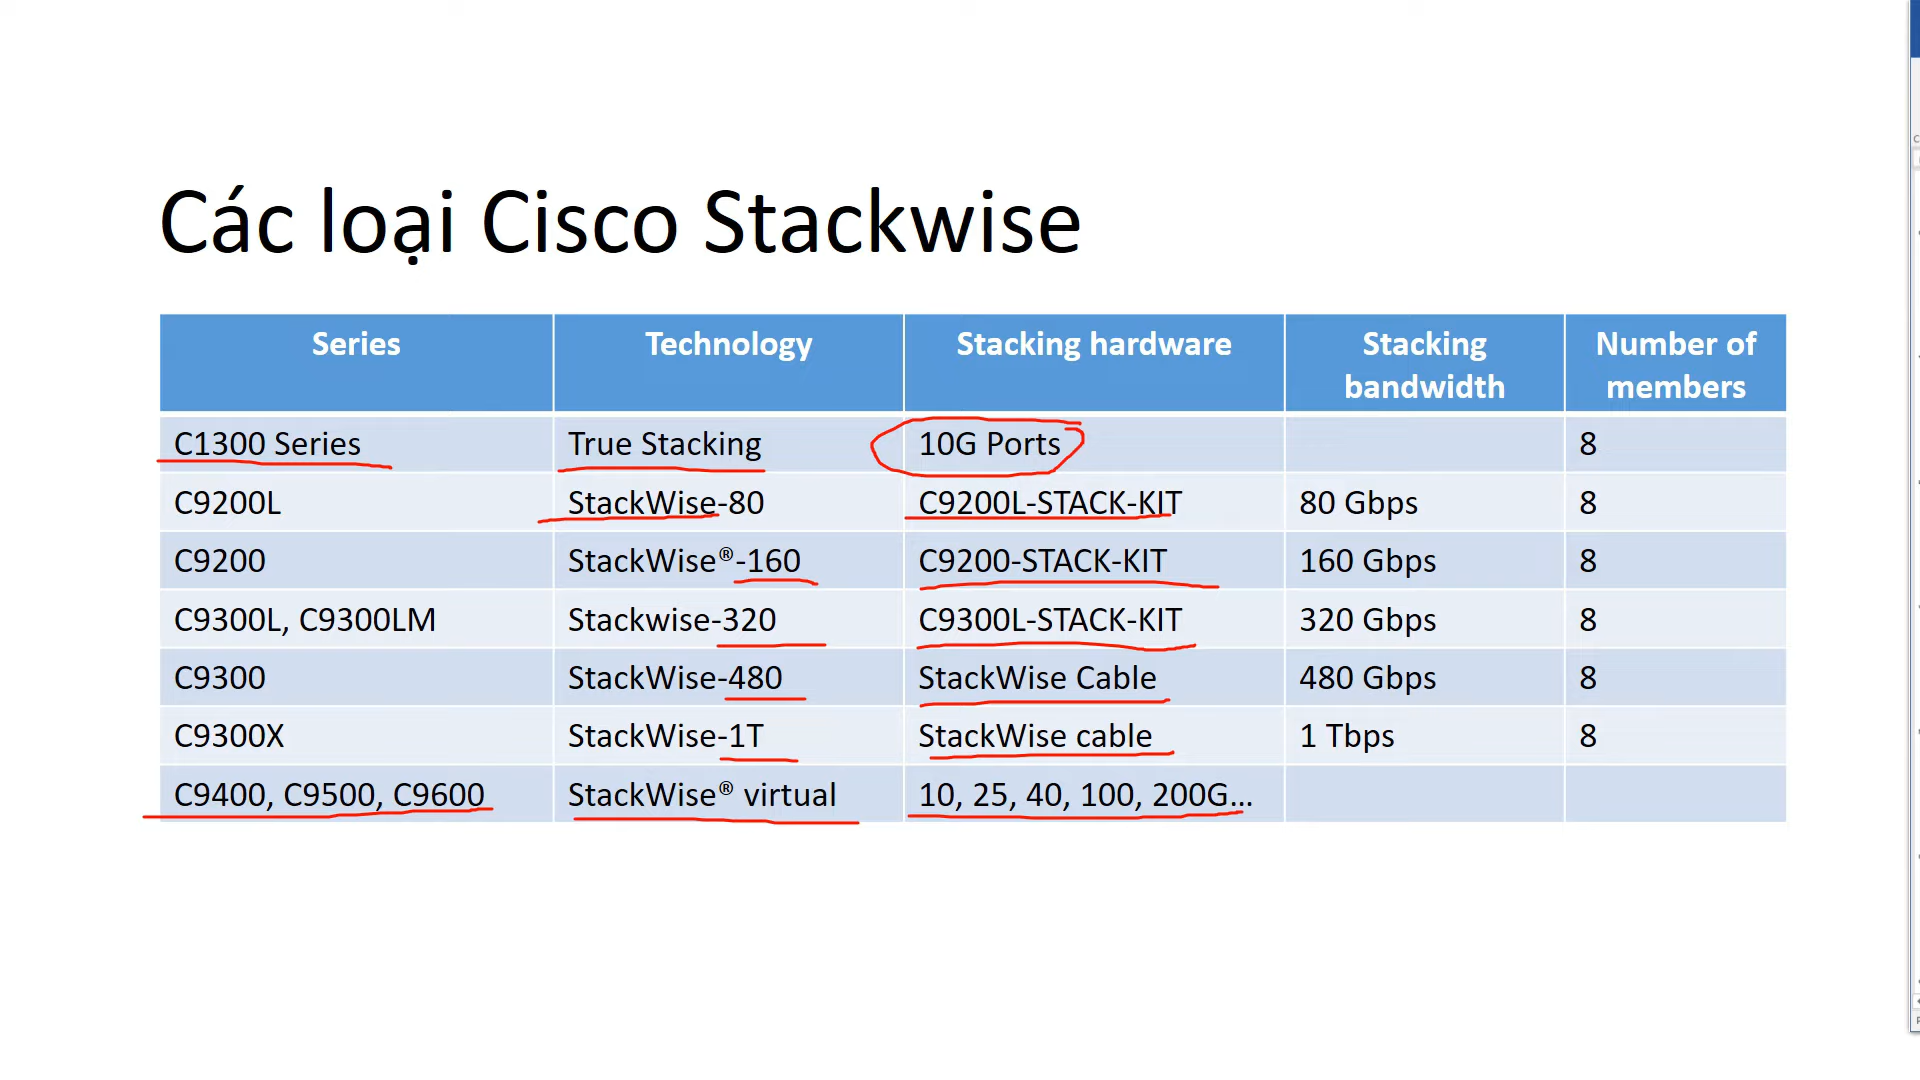 Các loại Cisco Stackwise
Series Technology Stacking hardware Stacking bandwidth Number of members
C1300 Series True Stacking 10G Ports 8
C9200L StackWise-80 C9200L-STACK-KIT 80 Gbps 8
C9200 StackWise®-160 C9200-STACK-KIT 160 Gbps 8
C9300L, C9300LM Stackwise-320 C9300L-STACK-KIT 320 Gbps 8
C9300 StackWise-480 StackWise Cable 480 Gbps 8
C9300X StackWise-1T StackWise cable 1 Tbps 8
C9400, C9500, C9600 StackWise® virtual 10, 25, 40, 100, 200G...